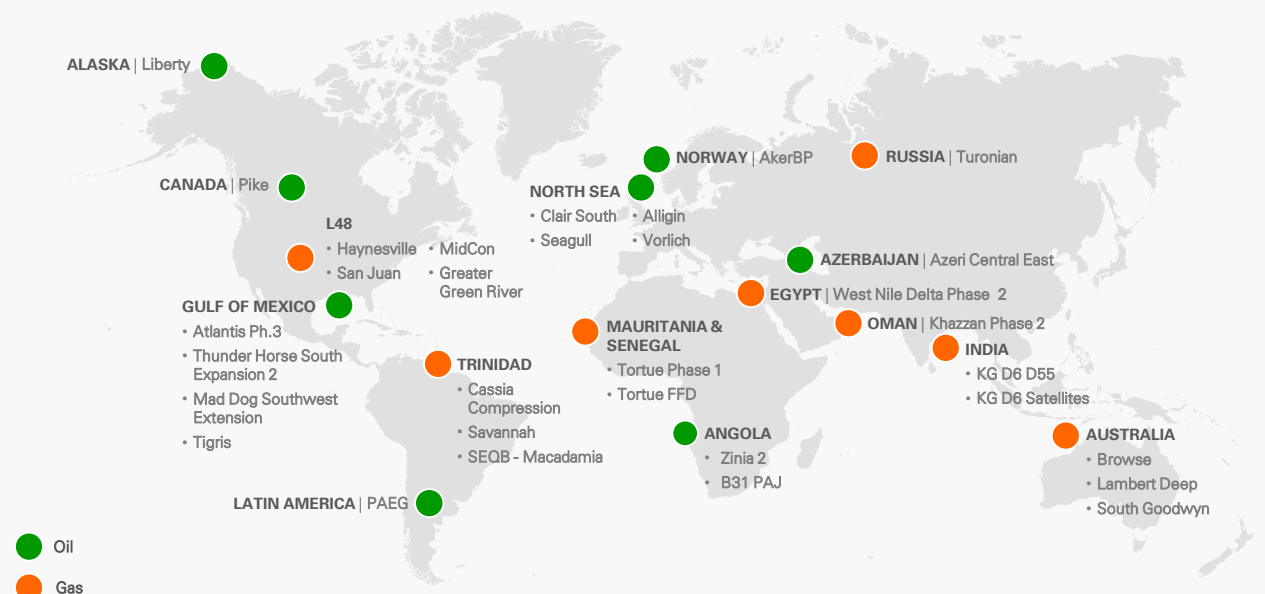 ALASKA | Liberty
NORWAY | AkerBP
RUSSIA | Turonian
CANADA | Pike
NORTH SEA
• Clair South • Alligin
• Seagull • Vorlich
L48
• Haynesville • MidCon
• San Juan • Greater
Green River
AZERBAIJAN | Azeri Central East
EGYPT | West Nile Delta Phase 2
GULF OF MEXICO
• Atlantis Ph.3
• Thunder Horse South
Expansion 2
• Mad Dog Southwest
Extension
• Tigris
MAURITANIA &
SENEGAL
• Tortue Phase 1
• Tortue FFD
OMAN | Khazzan Phase 2
INDIA
• KG D6 D55
• KG D6 Satellites
TRINIDAD
• Cassia
Compression
• Savannah
• SEQB - Macadamia
ANGOLA
• Zinia 2
• B31 PAJ
AUSTRALIA
• Browse
• Lambert Deep
• South Goodwyn
LATIN AMERICA | PAEG
Oil
Gas